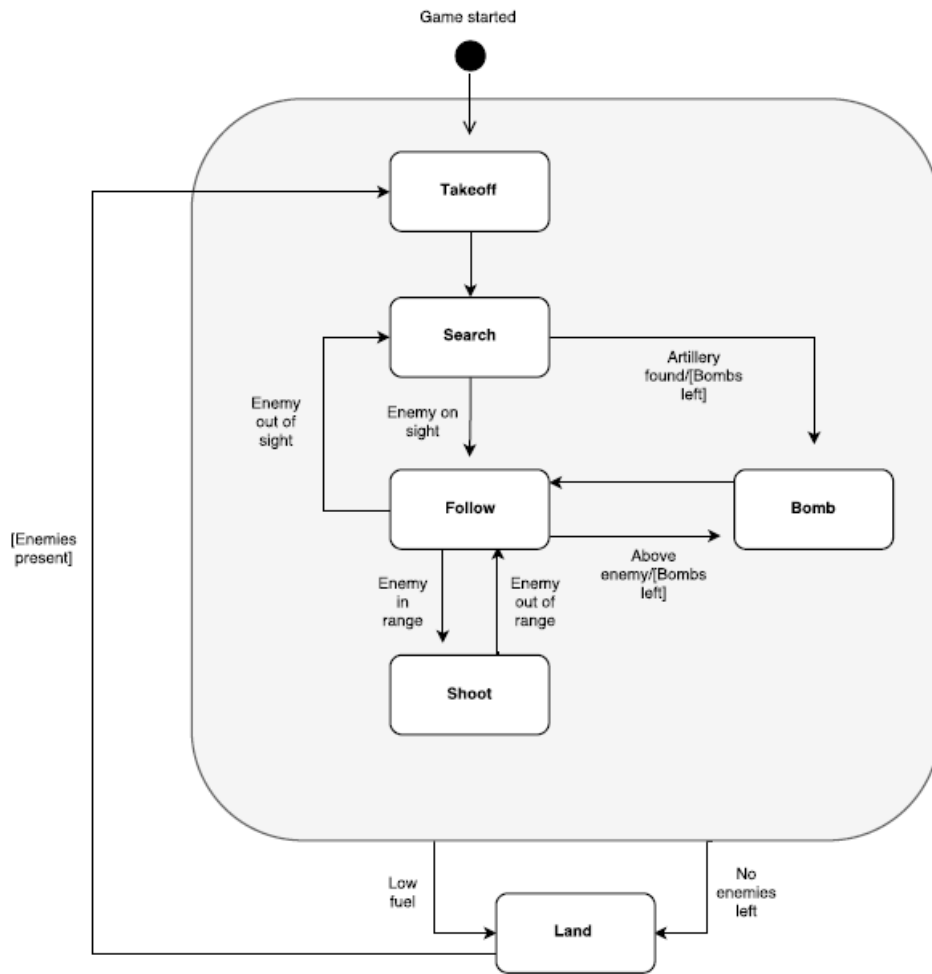 Game started
Takeoff
Search
Artillery
found/[Bombs
left]
Enemy
out of
sight
Enemy on
sight
Follow
Bomb
[Enemies
present]
Above
enemy/[Bombs
left]
Enemy
in
range
Enemy
out of
range
Shoot
Low
fuel
No
enemies
left
Land